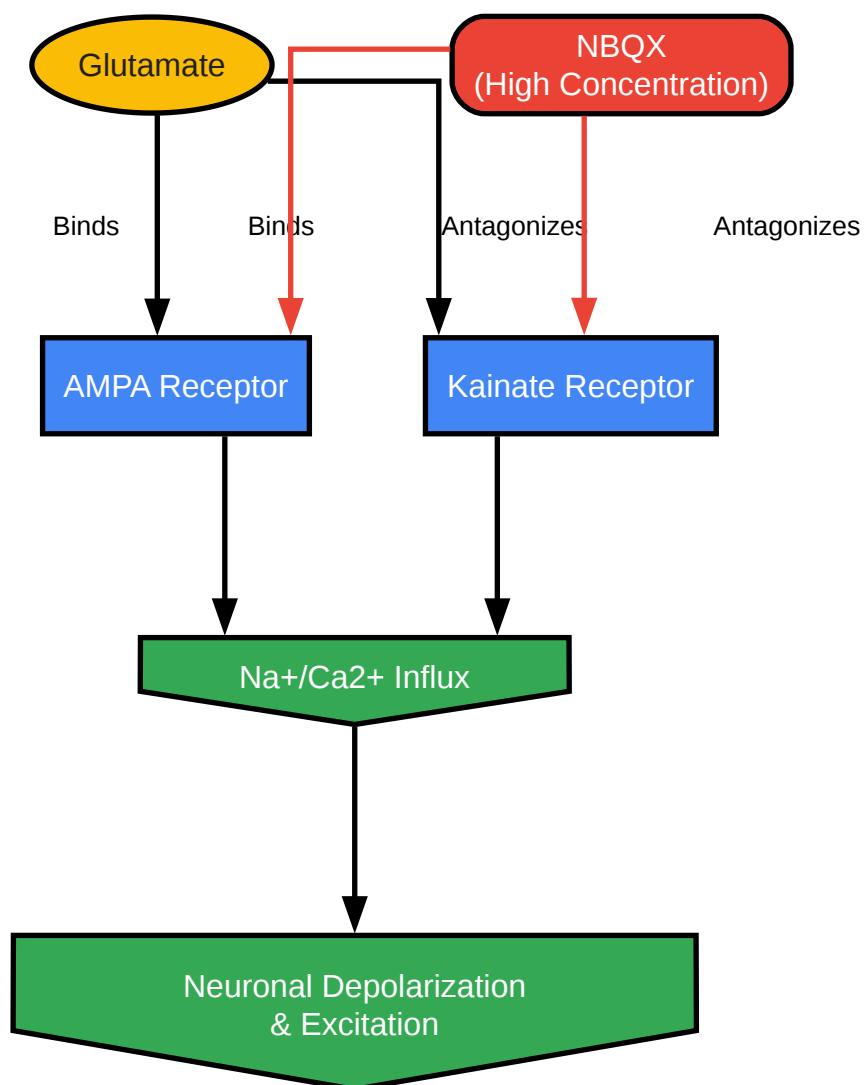 Glutamate
NBQX
(High Concentration)
Binds
Binds
Antagonizes
Antagonizes
AMPA Receptor
Kainate Receptor
Na+/Ca2+ Influx
Neuronal Depolarization
& Excitation